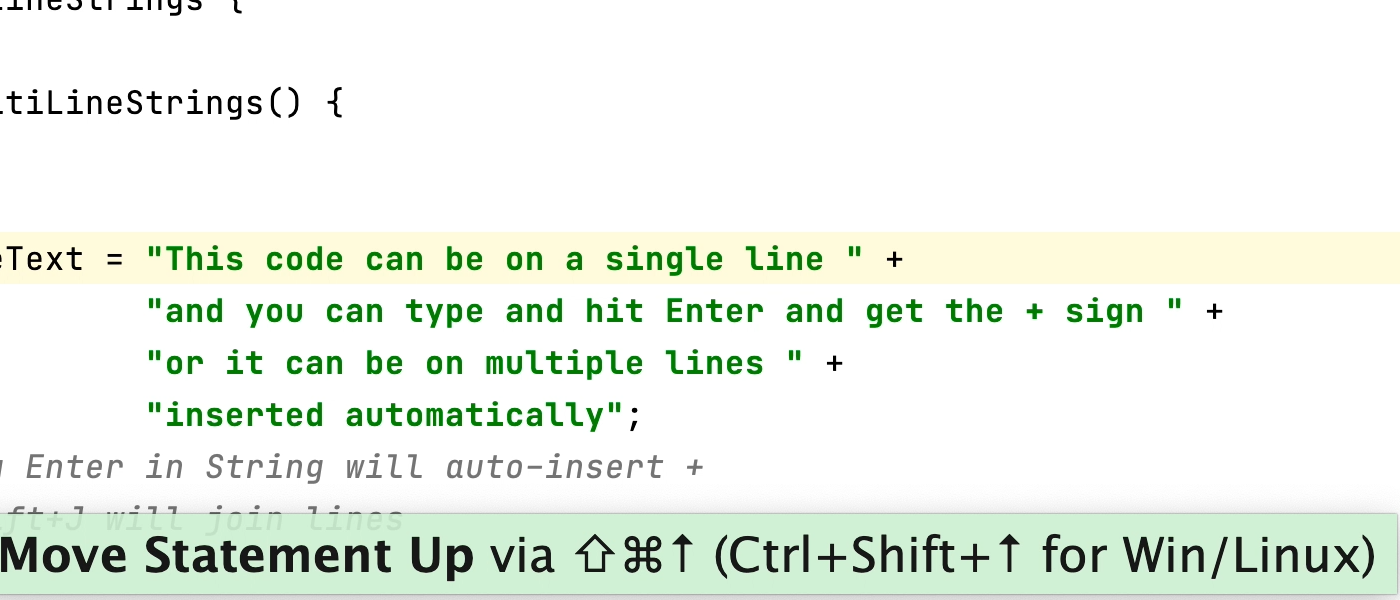 ineStrings {
tiLineStrings() {
eText = "This code can be on a single line " +
"and you can type and hit Enter and get the + sign " +
"or it can be on multiple lines " +
"inserted automatically";
Enter in String will auto-insert +
ft+J will join lines
Move Statement Up via ⇧⌘↑ (Ctrl+Shift+↑ for Win/Linux)